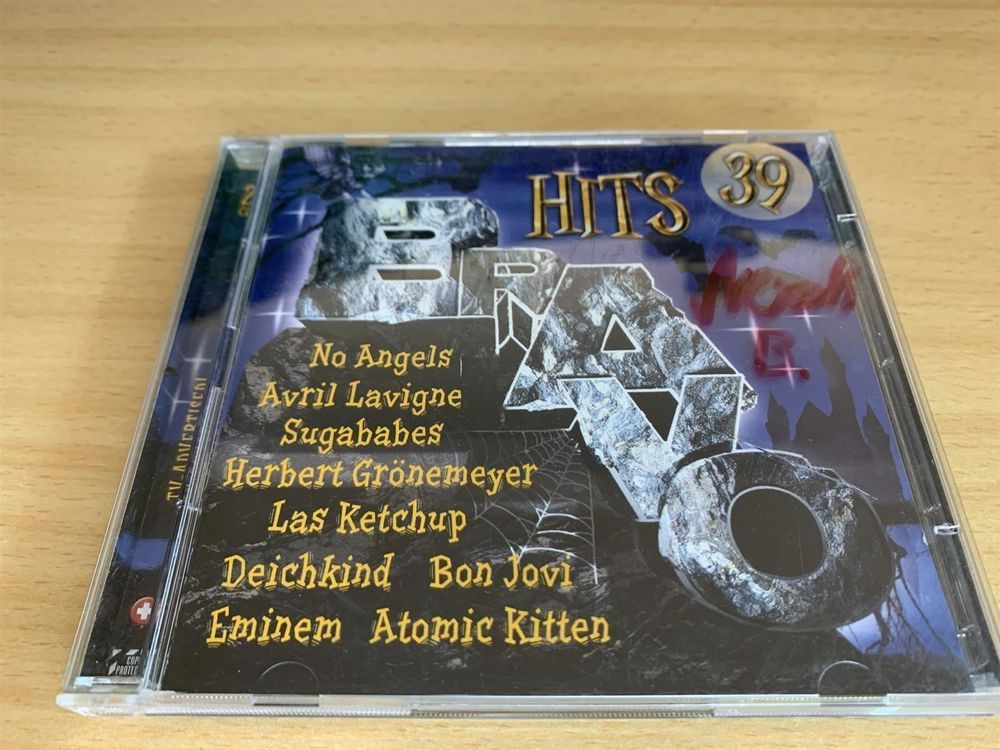 HITS 39
BRAVO
No Angels
Avril Lavigne
Sugababes
Herbert Grönemeyer
Las Ketchup
Deichkind Bon Jovi
Eminem Atomic Kitten
B.